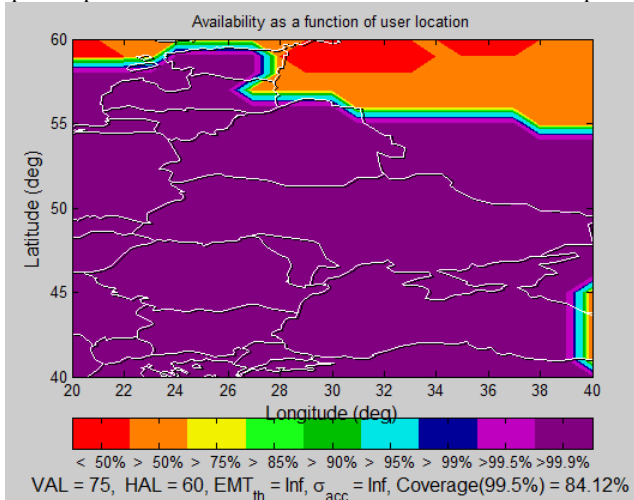 Availability as a function of user location
60
55
50
45
40
Latitude (deg)
20 22 24 26 28 30 32 34 36 38 40
Longitude (deg)
< 50% > 50% > 75% > 85% > 90% > 95% > 99% >99.5% >99.9%
VAL = 75, HAL = 60, EMT_th = Inf, σ_acc = Inf, Coverage(99.5%) = 84.12%